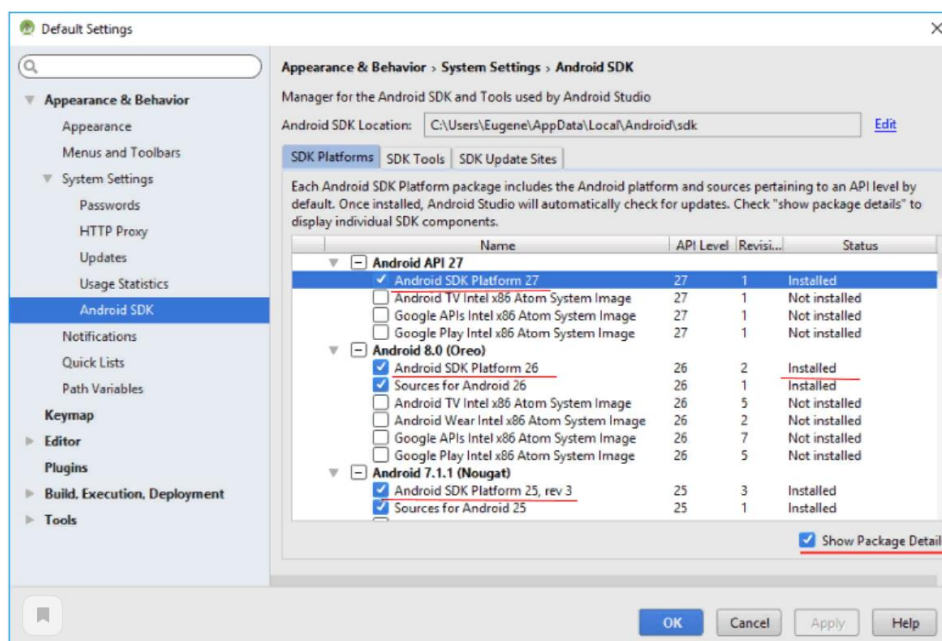 Default Settings
Appearance & Behavior
Appearance
Menus and Toolbars
System Settings
Passwords
HTTP Proxy
Updates
Usage Statistics
Android SDK
Notifications
Quick Lists
Path Variables
Keymap
Editor
Plugins
Build, Execution, Deployment
Tools
Appearance & Behavior › System Settings › Android SDK
Manager for the Android SDK and Tools used by Android Studio
Android SDK Location: C:\Users\Eugene\AppData\Local\Android\sdk Edit
SDK Platforms SDK Tools SDK Update Sites
Each Android SDK Platform package includes the Android platform and sources pertaining to an API level by
default. Once installed, Android Studio will automatically check for updates. Check "show package details" to
display individual SDK components.
Name API Level Revisi... Status
Android API 27
Android SDK Platform 27 27 1 Installed
Android TV Intel x86 Atom System Image 27 1 Not installed
Google APIs Intel x86 Atom System Image 27 1 Not installed
Google Play Intel x86 Atom System Image 27 1 Not installed
Android 8.0 (Oreo)
Android SDK Platform 26 26 2 Installed
Sources for Android 26 26 1 Installed
Android TV Intel x86 Atom System Image 26 5 Not installed
Android Wear Intel x86 Atom System Image 26 2 Not installed
Google APIs Intel x86 Atom System Image 26 7 Not installed
Google Play Intel x86 Atom System Image 26 5 Not installed
Android 7.1.1 (Nougat)
Android SDK Platform 25, rev 3 25 3 Installed
Sources for Android 25 25 1 Installed
Show Package Detail
OK Cancel Apply Help